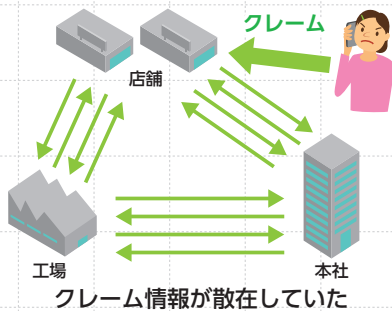 クレーム
店舗
工場
本社
クレーム情報が散在していた